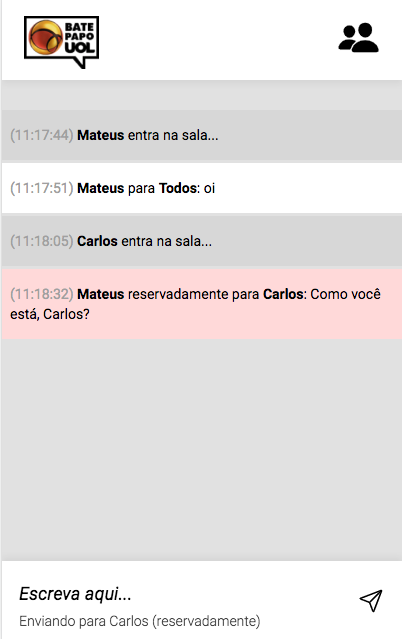 BATE
PAPO
UOL
(11:17:44) Mateus entra na sala...
(11:17:51) Mateus para Todos: oi
(11:18:05) Carlos entra na sala...
(11:18:32) Mateus reservadamente para Carlos: Como você
está, Carlos?
Escreva aqui...
Enviando para Carlos (reservadamente)